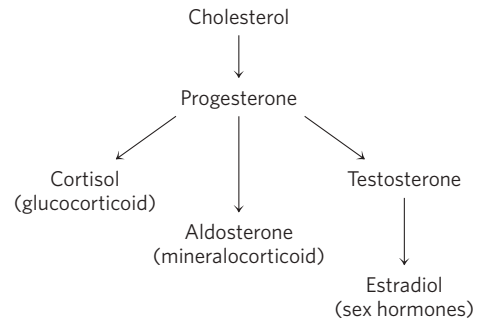 Cholesterol
Progesterone
Cortisol
(glucocorticoid)
Aldosterone
(mineralocorticoid)
Testosterone
Estradiol
(sex hormones)